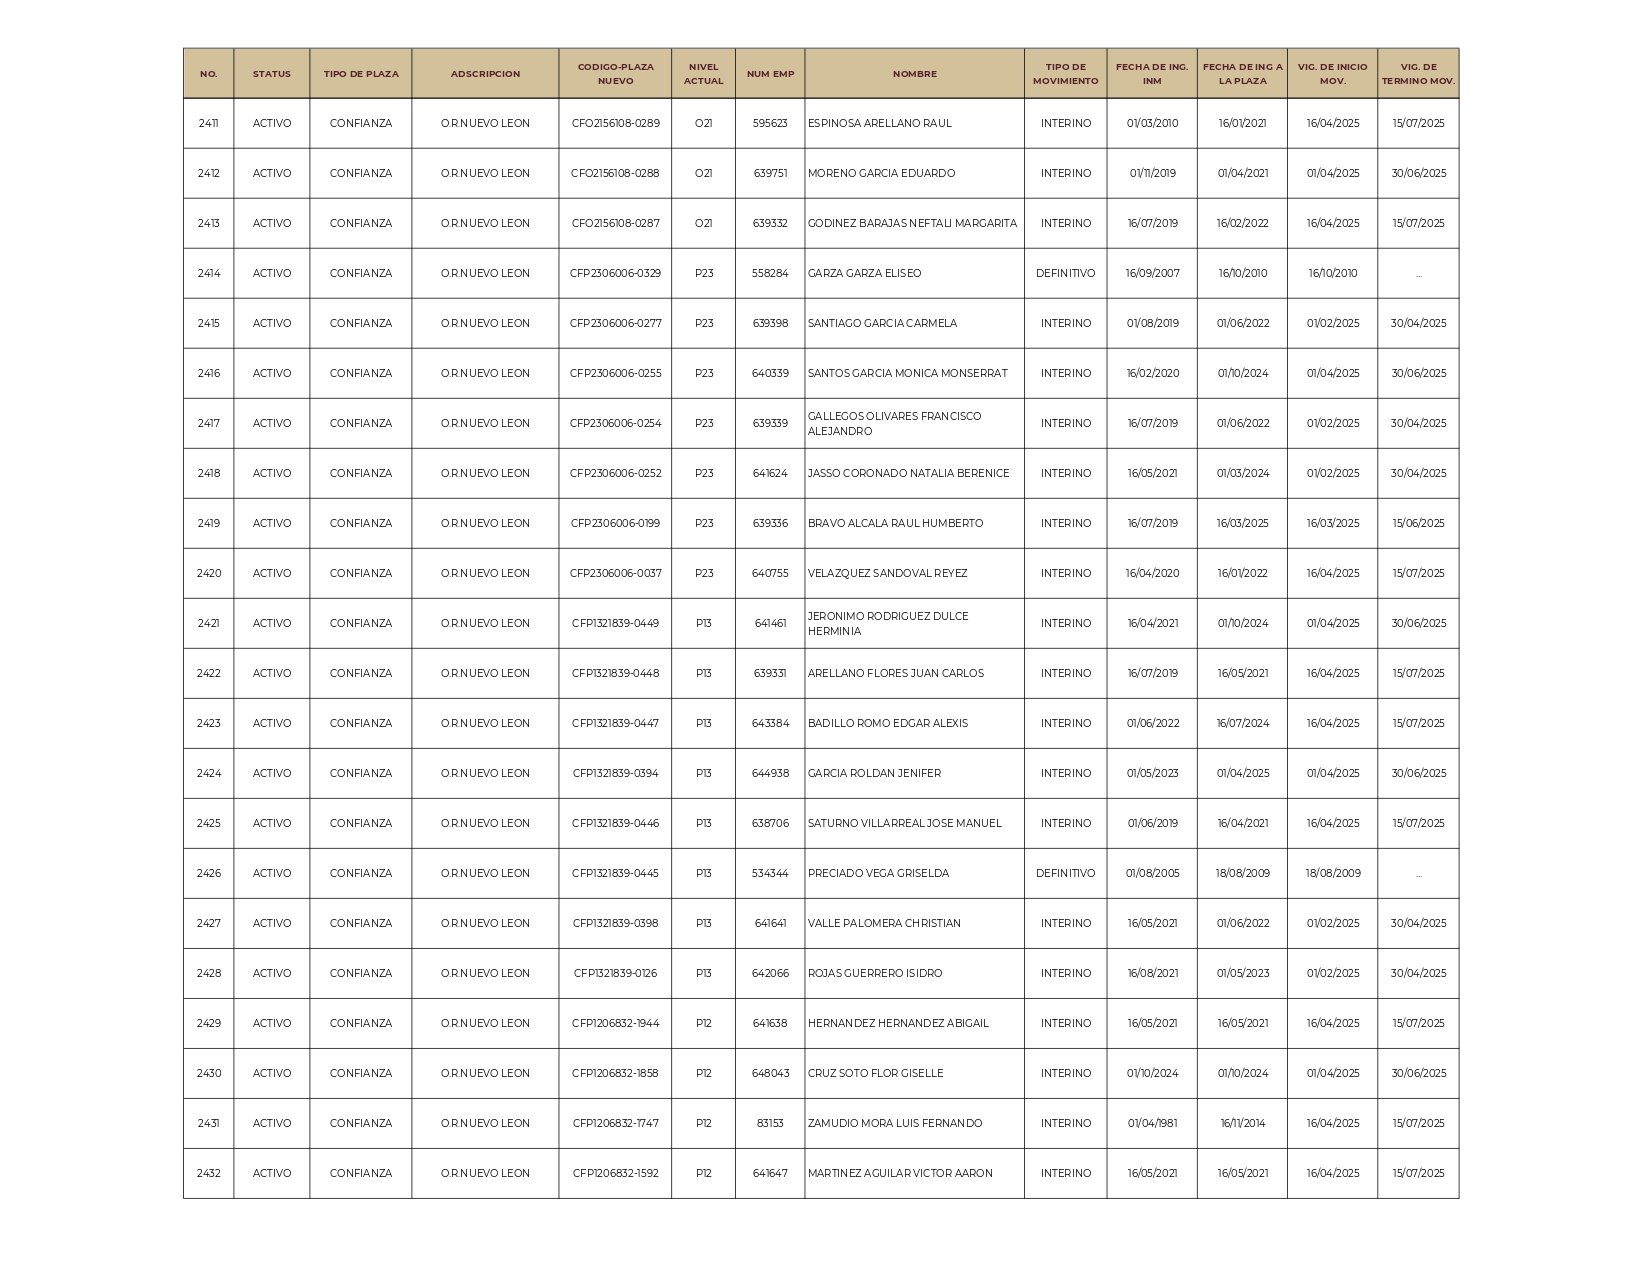 NO. STATUS TIPO DE PLAZA ADSCRIPCION CODIGO-PLAZA NUEVO NIVEL ACTUAL NUM EMP NOMBRE TIPO DE MOVIMIENTO FECHA DE ING. INM FECHA DE ING A LA PLAZA VIG. DE INICIO MOV. VIG. DE TERMINO MOV.
2411 ACTIVO CONFIANZA O.R.NUEVO LEON CFO2156108-0289 O21 595623 ESPINOSA ARELLANO RAUL INTERINO 01/03/2010 16/01/2021 16/04/2025 15/07/2025
2412 ACTIVO CONFIANZA O.R.NUEVO LEON CFO2156108-0288 O21 639751 MORENO GARCIA EDUARDO INTERINO 01/11/2019 01/04/2021 01/04/2025 30/06/2025
2413 ACTIVO CONFIANZA O.R.NUEVO LEON CFO2156108-0287 O21 639332 GODINEZ BARAJAS NEFTALI MARGARITA INTERINO 16/07/2019 16/02/2022 16/04/2025 15/07/2025
2414 ACTIVO CONFIANZA O.R.NUEVO LEON CFP2306006-0329 P23 558284 GARZA GARZA ELISEO DEFINITIVO 16/09/2007 16/10/2010 16/10/2010 ...
2415 ACTIVO CONFIANZA O.R.NUEVO LEON CFP2306006-0277 P23 639398 SANTIAGO GARCIA CARMELA INTERINO 01/08/2019 01/06/2022 01/02/2025 30/04/2025
2416 ACTIVO CONFIANZA O.R.NUEVO LEON CFP2306006-0255 P23 640339 SANTOS GARCIA MONICA MONSERRAT INTERINO 16/02/2020 01/10/2024 01/04/2025 30/06/2025
2417 ACTIVO CONFIANZA O.R.NUEVO LEON CFP2306006-0254 P23 639339 GALLEGOS OLIVARES FRANCISCO ALEJANDRO INTERINO 16/07/2019 01/06/2022 01/02/2025 30/04/2025
2418 ACTIVO CONFIANZA O.R.NUEVO LEON CFP2306006-0252 P23 641624 JASSO CORONADO NATALIA BERENICE INTERINO 16/05/2021 01/03/2024 01/02/2025 30/04/2025
2419 ACTIVO CONFIANZA O.R.NUEVO LEON CFP2306006-0199 P23 639336 BRAVO ALCALA RAUL HUMBERTO INTERINO 16/07/2019 16/03/2025 16/03/2025 15/06/2025
2420 ACTIVO CONFIANZA O.R.NUEVO LEON CFP2306006-0037 P23 640755 VELAZQUEZ SANDOVAL REYEZ INTERINO 16/04/2020 16/01/2022 16/04/2025 15/07/2025
2421 ACTIVO CONFIANZA O.R.NUEVO LEON CFP1321839-0449 P13 641461 JERONIMO RODRIGUEZ DULCE HERMINIA INTERINO 16/04/2021 01/10/2024 01/04/2025 30/06/2025
2422 ACTIVO CONFIANZA O.R.NUEVO LEON CFP1321839-0448 P13 639331 ARELLANO FLORES JUAN CARLOS INTERINO 16/07/2019 16/05/2021 16/04/2025 15/07/2025
2423 ACTIVO CONFIANZA O.R.NUEVO LEON CFP1321839-0447 P13 643384 BADILLO ROMO EDGAR ALEXIS INTERINO 01/06/2022 16/07/2024 16/04/2025 15/07/2025
2424 ACTIVO CONFIANZA O.R.NUEVO LEON CFP1321839-0394 P13 644938 GARCIA ROLDAN JENIFER INTERINO 01/05/2023 01/04/2025 01/04/2025 30/06/2025
2425 ACTIVO CONFIANZA O.R.NUEVO LEON CFP1321839-0446 P13 638706 SATURNO VILLARREAL JOSE MANUEL INTERINO 01/06/2019 16/04/2021 16/04/2025 15/07/2025
2426 ACTIVO CONFIANZA O.R.NUEVO LEON CFP1321839-0445 P13 534344 PRECIADO VEGA GRISELDA DEFINITIVO 01/08/2005 18/08/2009 18/08/2009 ...
2427 ACTIVO CONFIANZA O.R.NUEVO LEON CFP1321839-0398 P13 641641 VALLE PALOMERA CHRISTIAN INTERINO 16/05/2021 01/06/2022 01/02/2025 30/04/2025
2428 ACTIVO CONFIANZA O.R.NUEVO LEON CFP1321839-0126 P13 642066 ROJAS GUERRERO ISIDRO INTERINO 16/08/2021 01/05/2023 01/02/2025 30/04/2025
2429 ACTIVO CONFIANZA O.R.NUEVO LEON CFP1206832-1944 P12 641638 HERNANDEZ HERNANDEZ ABIGAIL INTERINO 16/05/2021 16/05/2021 16/04/2025 15/07/2025
2430 ACTIVO CONFIANZA O.R.NUEVO LEON CFP1206832-1858 P12 648043 CRUZ SOTO FLOR GISELLE INTERINO 01/10/2024 01/10/2024 01/04/2025 30/06/2025
2431 ACTIVO CONFIANZA O.R.NUEVO LEON CFP1206832-1747 P12 83153 ZAMUDIO MORA LUIS FERNANDO INTERINO 01/04/1981 16/11/2014 16/04/2025 15/07/2025
2432 ACTIVO CONFIANZA O.R.NUEVO LEON CFP1206832-1592 P12 641647 MARTINEZ AGUILAR VICTOR AARON INTERINO 16/05/2021 16/05/2021 16/04/2025 15/07/2025